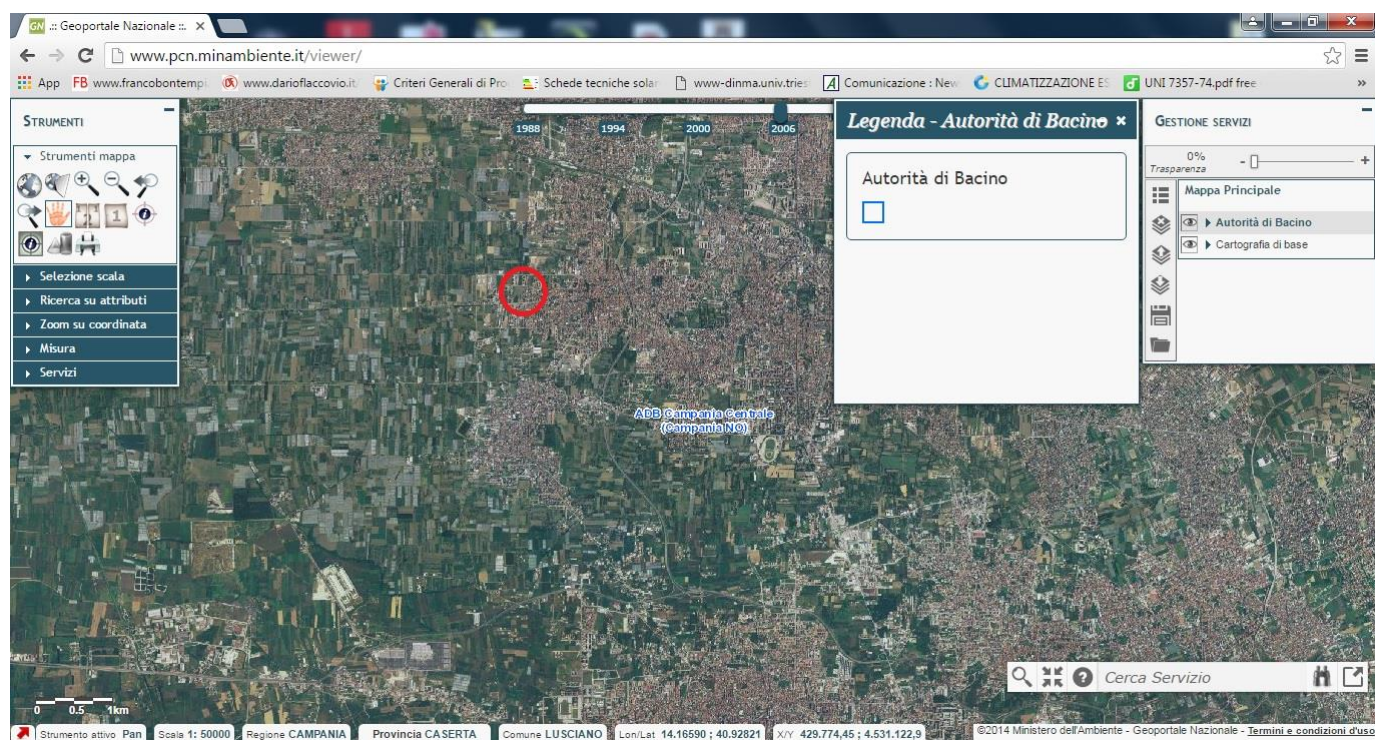 GN .:: Geoportale Nazionale ::.
www.pcn.minambiente.it/viewer/
App FB www.francobontempi www.darioflaccovio.it Criteri Generali di Pro Schede tecniche solar www-dinma.univ.tries Comunicazione : New CLIMATIZZAZIONE ES UNI 7357-74.pdf free »
STRUMENTI
Strumenti mappa
Selezione scala
Ricerca su attributi
Zoom su coordinata
Misura
Servizi
1988 1994 2000 2006
Legenda - Autorità di Bacino
Autorità di Bacino
GESTIONE SERVIZI
0%
Trasparenza
- +
Mappa Principale
Autorità di Bacino
Cartografia di base
ADB Campania Centrale
(Campania NO)
Cerca Servizio
0 0.5 1km
Strumento attivo Pan Scala 1: 50000 Regione CAMPANIA Provincia CASERTA Comune LUSCIANO Lon/Lat 14.16590 ; 40.92821 X/Y 429.774,45 ; 4.531.122,9
©2014 Ministero dell'Ambiente - Geoportale Nazionale - Termini e condizioni d'uso